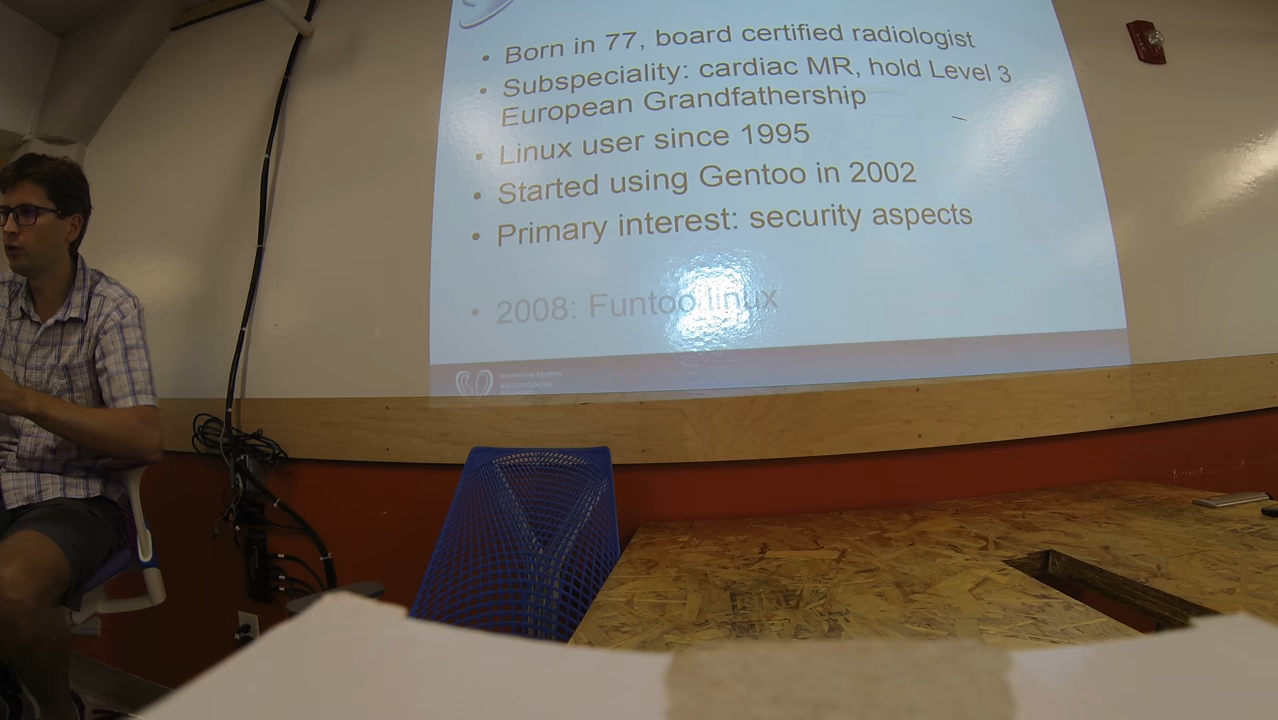 • Born in 77, board certified radiologist
• Subspeciality: cardiac MR, hold Level 3
European Grandfathership
• Linux user since 1995
• Started using Gentoo in 2002
• Primary interest: security aspects
• 2008: Funtoo linux